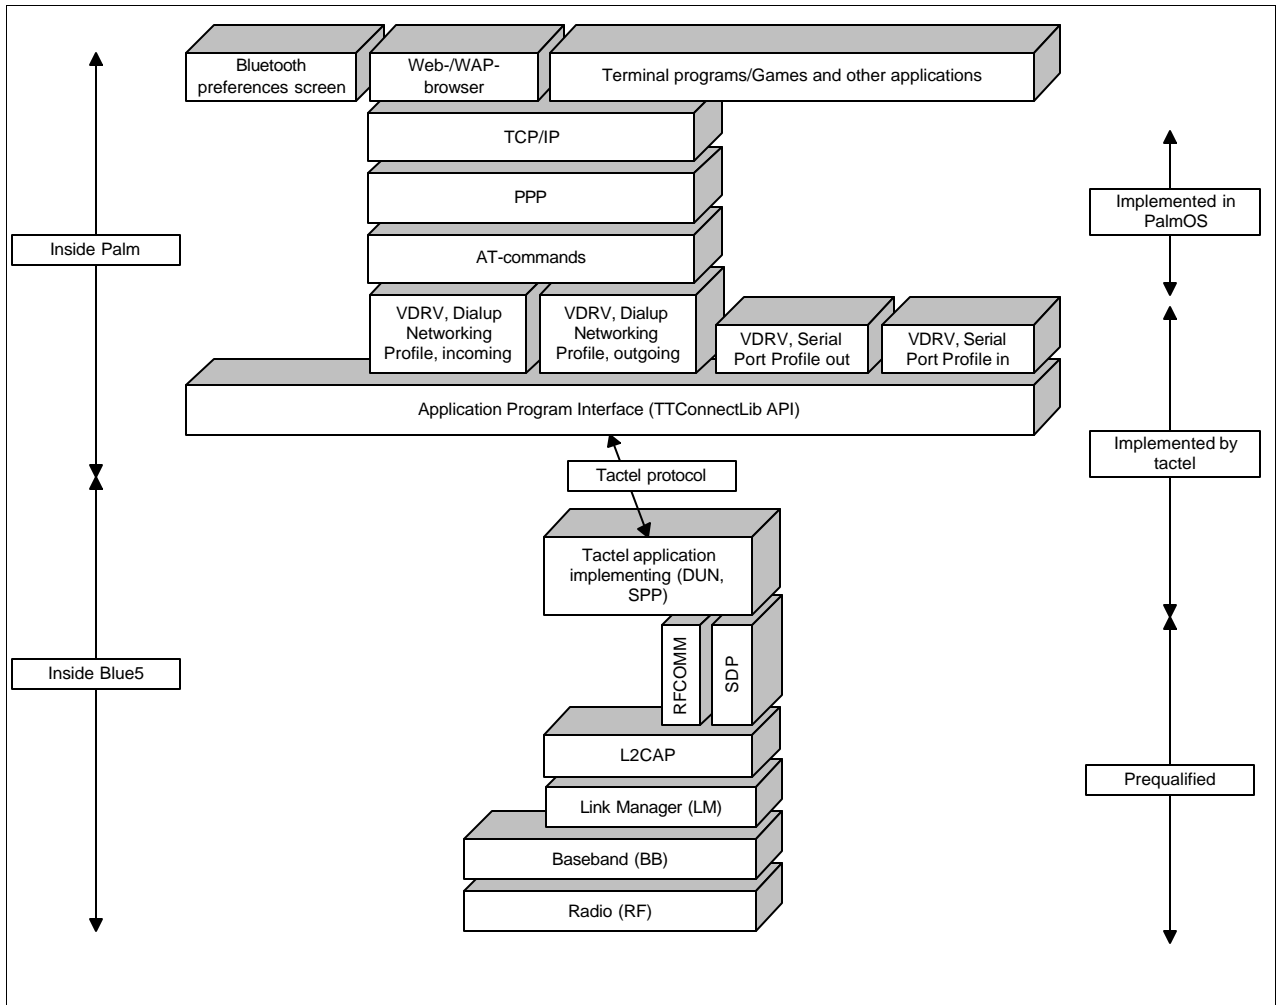 Bluetooth
preferences screen
Web-/WAP-
browser
Terminal programs/Games and other applications
TCP/IP
PPP
Implemented in
PalmOS
Inside Palm
AT-commands
VDRV, Dialup
Networking
Profile, incoming
VDRV, Dialup
Networking
Profile, outgoing
VDRV, Serial
Port Profile out
VDRV, Serial
Port Profile in
Application Program Interface (TTConnectLib API)
Implemented by
tactel
Tactel protocol
Tactel application
implementing (DUN,
SPP)
Inside Blue5
RFCOMM
SDP
L2CAP
Prequalified
Link Manager (LM)
Baseband (BB)
Radio (RF)